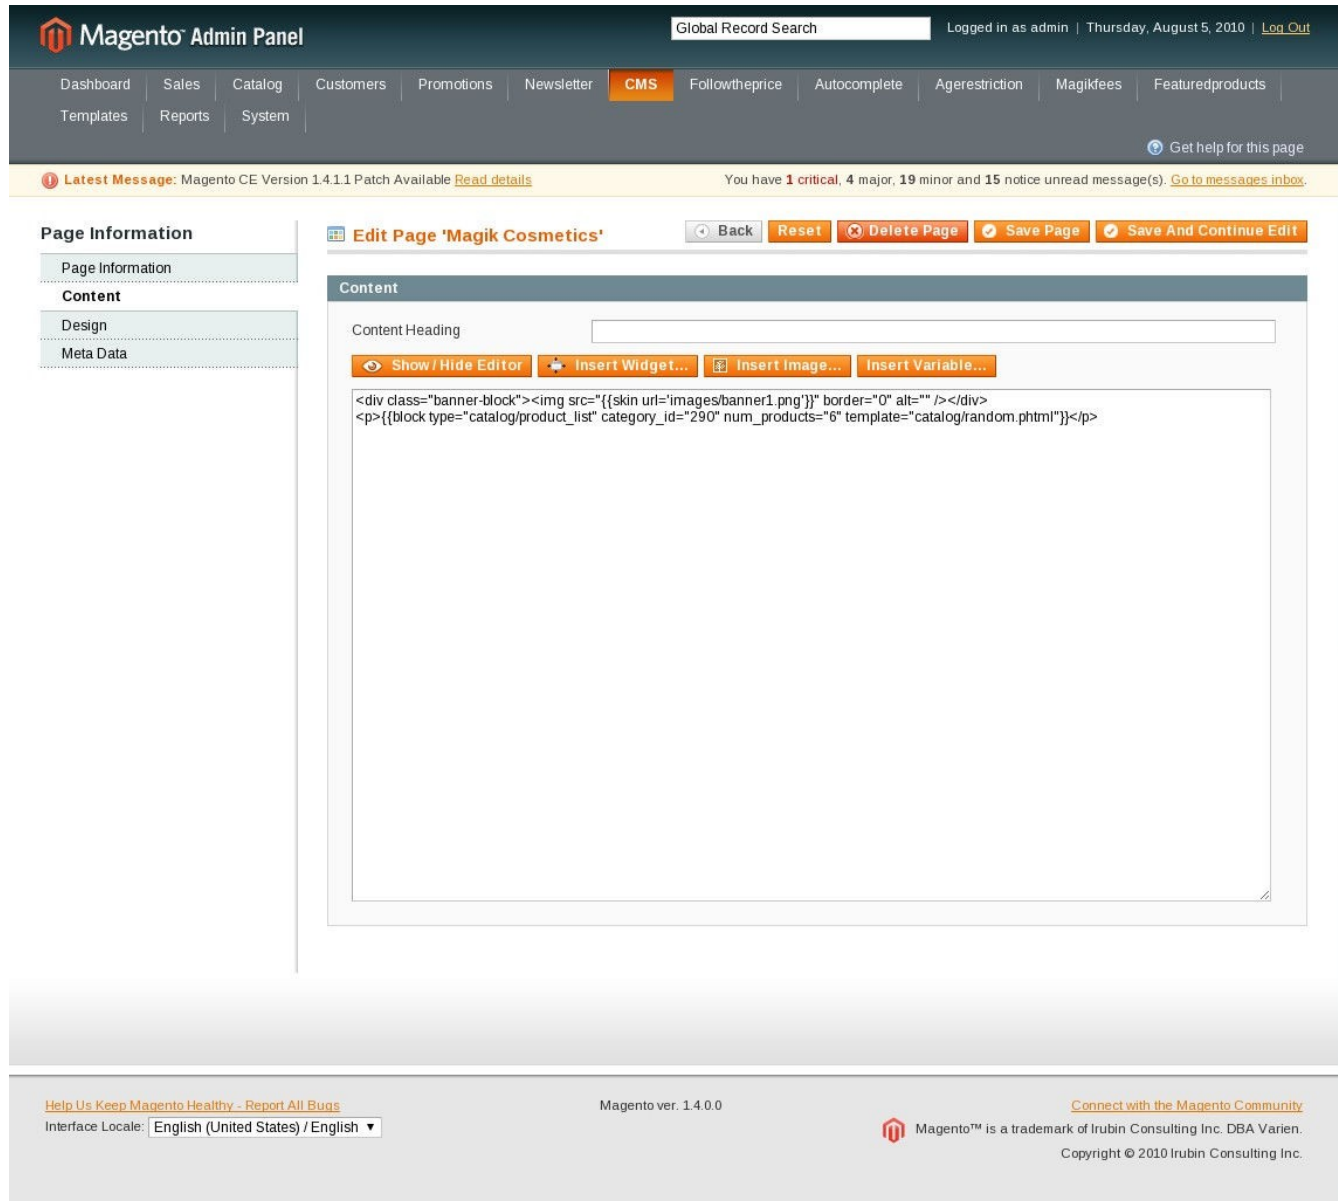 Magento Admin Panel
Global Record Search
Logged in as admin | Thursday, August 5, 2010 | Log Out
Dashboard Sales Catalog Customers Promotions Newsletter CMS Followtheprice Autocomplete Agerestriction Magikfees Featuredproducts
Templates Reports System
Get help for this page
Latest Message: Magento CE Version 1.4.1.1 Patch Available Read details
You have 1 critical, 4 major, 19 minor and 15 notice unread message(s). Go to messages inbox.
Page Information
Page Information
Content
Design
Meta Data
Edit Page 'Magik Cosmetics'
Back Reset Delete Page Save Page Save And Continue Edit
Content
Content Heading
Show / Hide Editor Insert Widget... Insert Image... Insert Variable...
<div class="banner-block"><img src="{{skin url='images/banner1.png'}}" border="0" alt="" /></div>
<p>{{block type="catalog/product_list" category_id="290" num_products="6" template="catalog/random.phtml"}}</p>
Help Us Keep Magento Healthy - Report All Bugs
Interface Locale: English (United States) / English
Magento ver. 1.4.0.0
Connect with the Magento Community
Magento™ is a trademark of Irubin Consulting Inc. DBA Varien.
Copyright © 2010 Irubin Consulting Inc.